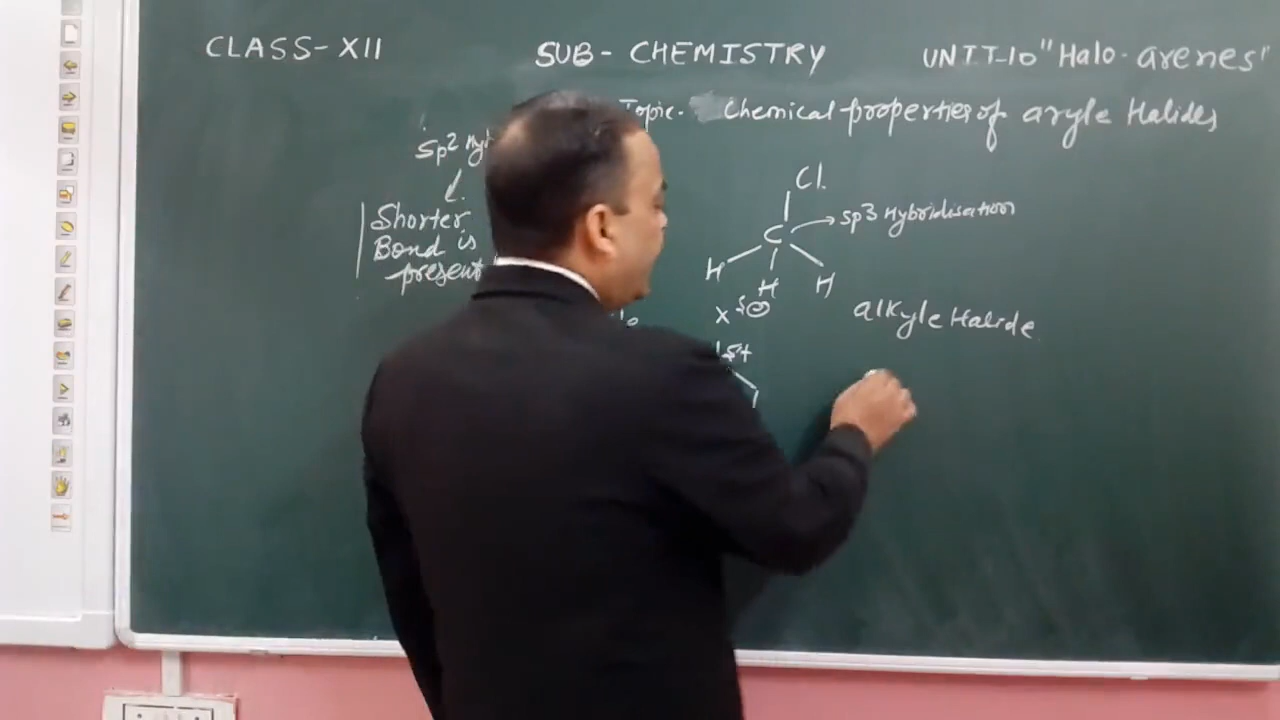 CLASS-XII SUB- CHEMISTRY UNIT-10 "Halo-arenes"
Topic- Chemical properties of aryle Halides
sp2
Shorter
Bond is
present
Cl.
C → sp3 Hybridisation
H H H
X δ⊖
alkyle Halide
δ+